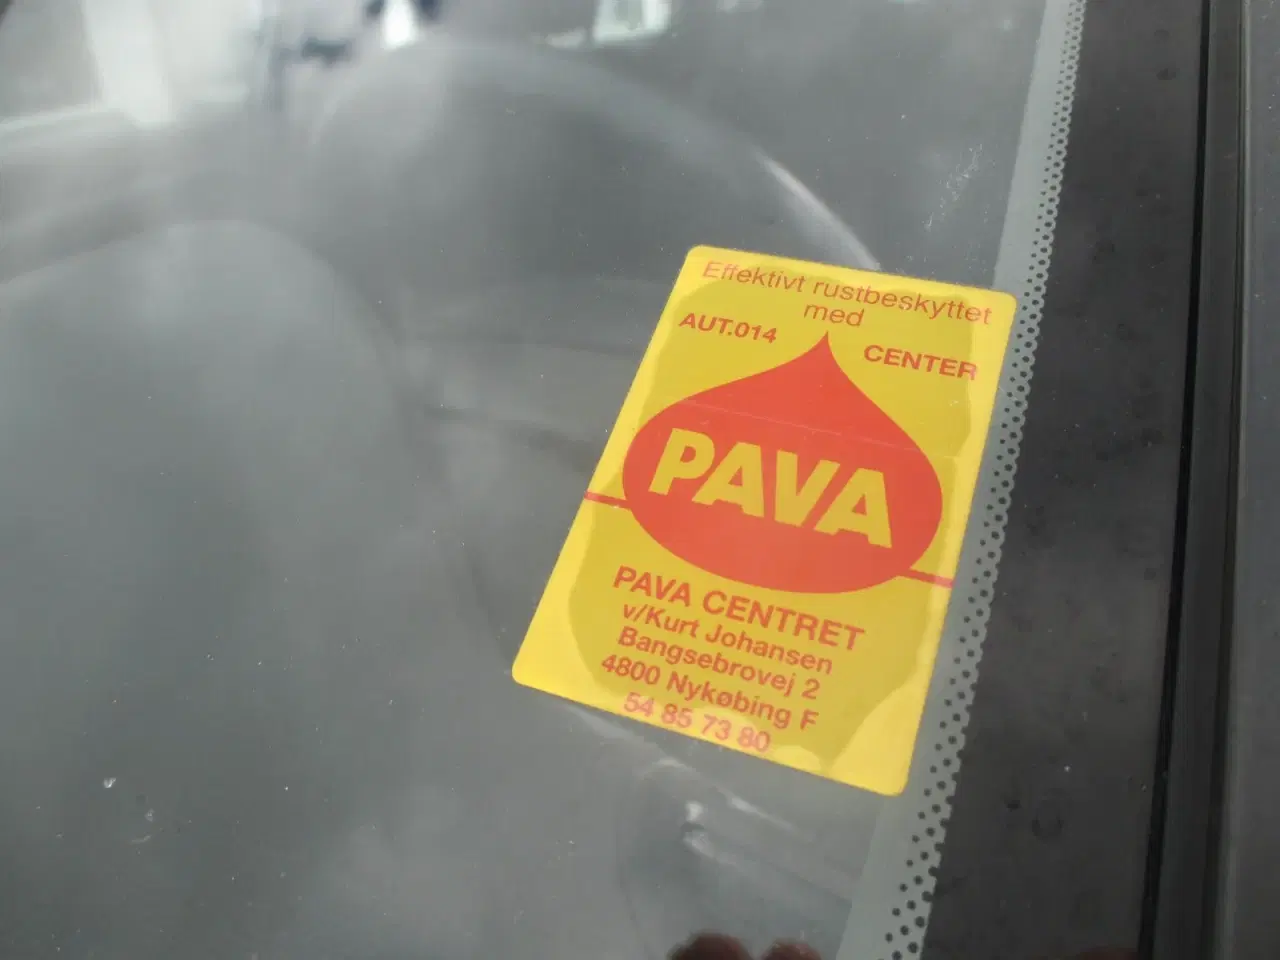 Effektivt rustbeskyttet
med
AUT.014 CENTER
PAVA
PAVA CENTRET
v/Kurt Johansen
Bangsebrovej 2
4800 Nykøbing F
54 85 73 80